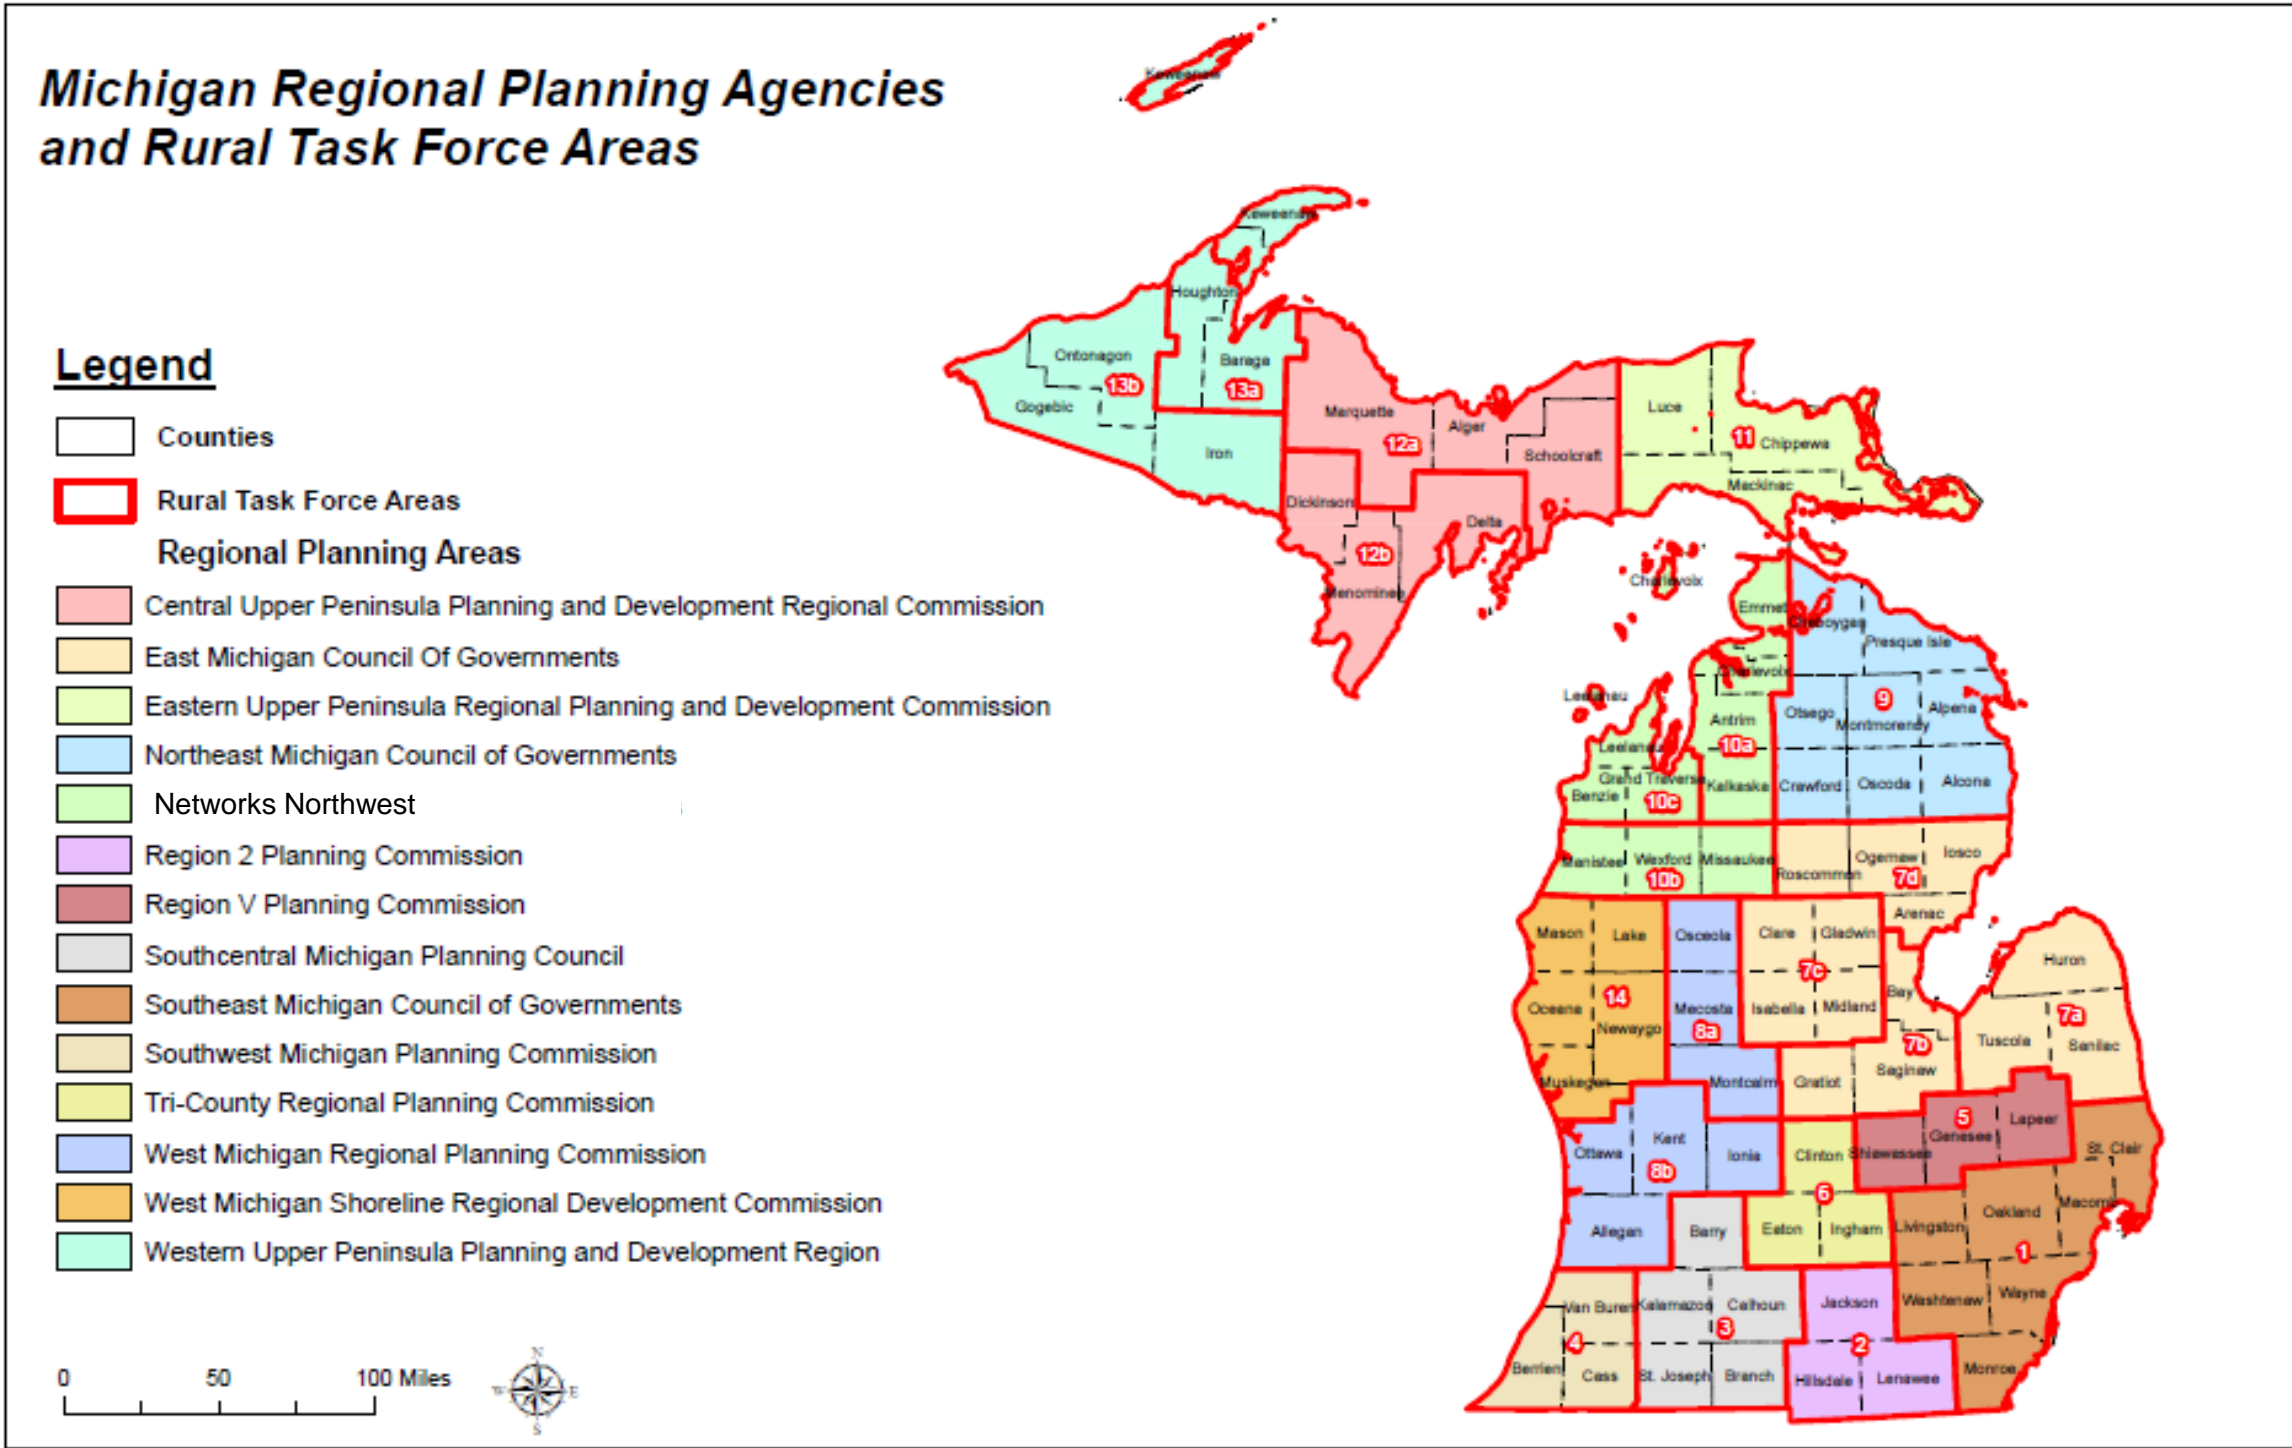 Michigan Regional Planning Agencies
and Rural Task Force Areas
Legend
Counties
Rural Task Force Areas
Regional Planning Areas
Central Upper Peninsula Planning and Development Regional Commission
East Michigan Council Of Governments
Eastern Upper Peninsula Regional Planning and Development Commission
Northeast Michigan Council of Governments
Networks Northwest
Region 2 Planning Commission
Region V Planning Commission
Southcentral Michigan Planning Council
Southeast Michigan Council of Governments
Southwest Michigan Planning Commission
Tri-County Regional Planning Commission
West Michigan Regional Planning Commission
West Michigan Shoreline Regional Development Commission
Western Upper Peninsula Planning and Development Region
0 50 100 Miles
N
W E
S
Keweenaw
Keweenaw
Houghton
Ontonagon
13b
Baraga
13a
Gogebic
Iron
Marquette
12a
Alger
Schoolcraft
Luce
11 Chippewa
Mackinac
Dickinson
Delta
12b
Menominee
Charlevoix
Emmet
Cheboygan
Presque Isle
Charlevoix
Leelanau
Antrim
10a
Otsego
9
Montmorency
Alpena
Leelanau
Grand Traverse
Benzie
10c
Kalkaska
Crawford
Oscoda
Alcona
Manistee
Wexford
Missaukee
10b
Roscommon
Ogemaw
7d
Iosco
Arenac
Mason
Lake
Osceola
Clare
Gladwin
7c
Huron
Oceana
14
Newaygo
Mecosta
8a
Isabella
Midland
Bay
7b
Tuscola
7a
Sanilac
Muskegon
Montcalm
Gratiot
Saginaw
Ottawa
Kent
8b
Ionia
Clinton
Shiawassee
5
Genesee
Lapeer
St. Clair
6
Allegan
Barry
Eaton
Ingham
Livingston
Oakland
Macomb
1
Van Buren
Kalamazoo
Calhoun
Jackson
Washtenaw
Wayne
4
3
2
Berrien
Cass
St. Joseph
Branch
Hillsdale
Lenawee
Monroe